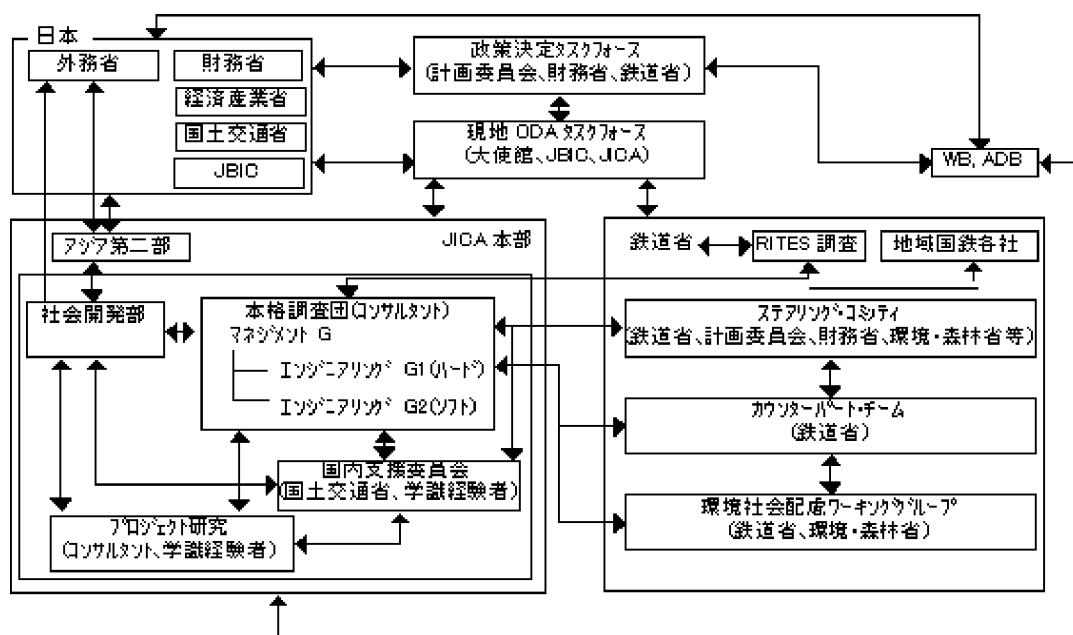 日本
外務省
財務省
経済産業省
国土交通省
JBIC
政策決定ﾀｽｸﾌｫｰｽ
(計画委員会、財務省、鉄道省)
現地 ODA ﾀｽｸﾌｫｰｽ
(大使館、JBIC、JICA)
WB, ADB
JICA 本部
ｱｼﾞｱ第二部
社会開発部
本格調査団(ｺﾝｻﾙﾀﾝﾄ)
ﾏﾈｼﾞﾒﾝﾄ G
ｴﾝｼﾞﾆｱﾘﾝｸﾞ G1(ﾊｰﾄﾞ)
ｴﾝｼﾞﾆｱﾘﾝｸﾞ G2(ｿﾌﾄ)
国内支援委員会
(国土交通省、学識経験者)
ﾌﾟﾛｼﾞｪｸﾄ研究
(ｺﾝｻﾙﾀﾝﾄ、学識経験者)
鉄道省
RITES 調査
地域国鉄各社
ｽﾃｱﾘﾝｸﾞ・ｺﾐｯﾃｨ
(鉄道省、計画委員会、財務省、環境・森林省等)
ｶｳﾝﾀｰﾊﾟｰﾄ・ﾁｰﾑ
(鉄道省)
環境社会配慮ﾜｰｷﾝｸﾞｸﾞﾙｰﾌﾟ
(鉄道省、環境・森林省)